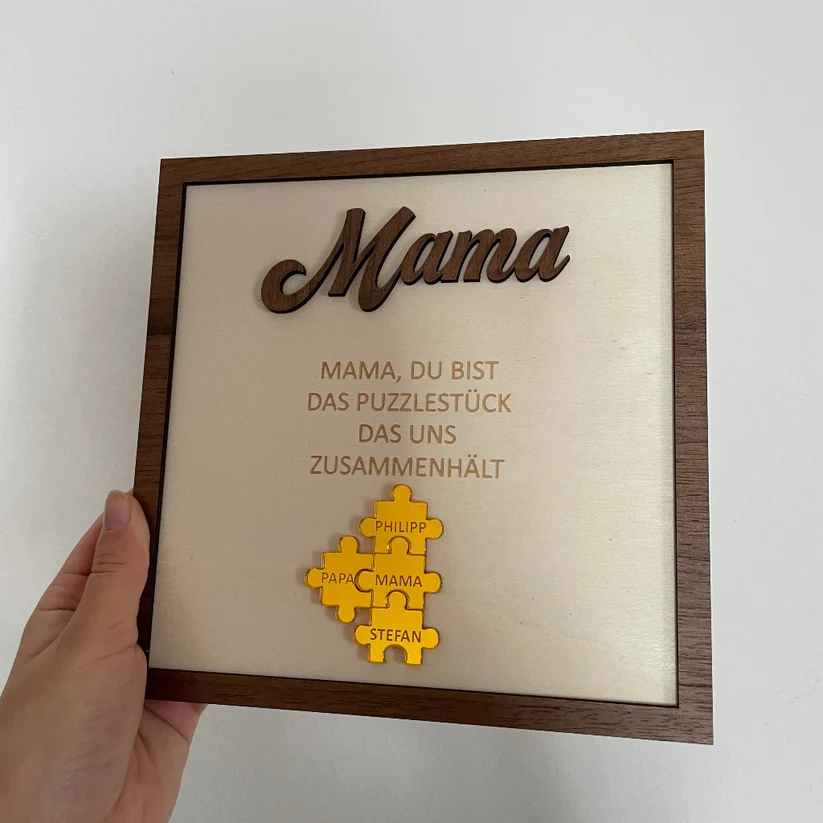 Mama
MAMA, DU BIST
DAS PUZZLESTÜCK
DAS UNS
ZUSAMMENHÄLT
PHILIPP
PAPA MAMA
STEFAN